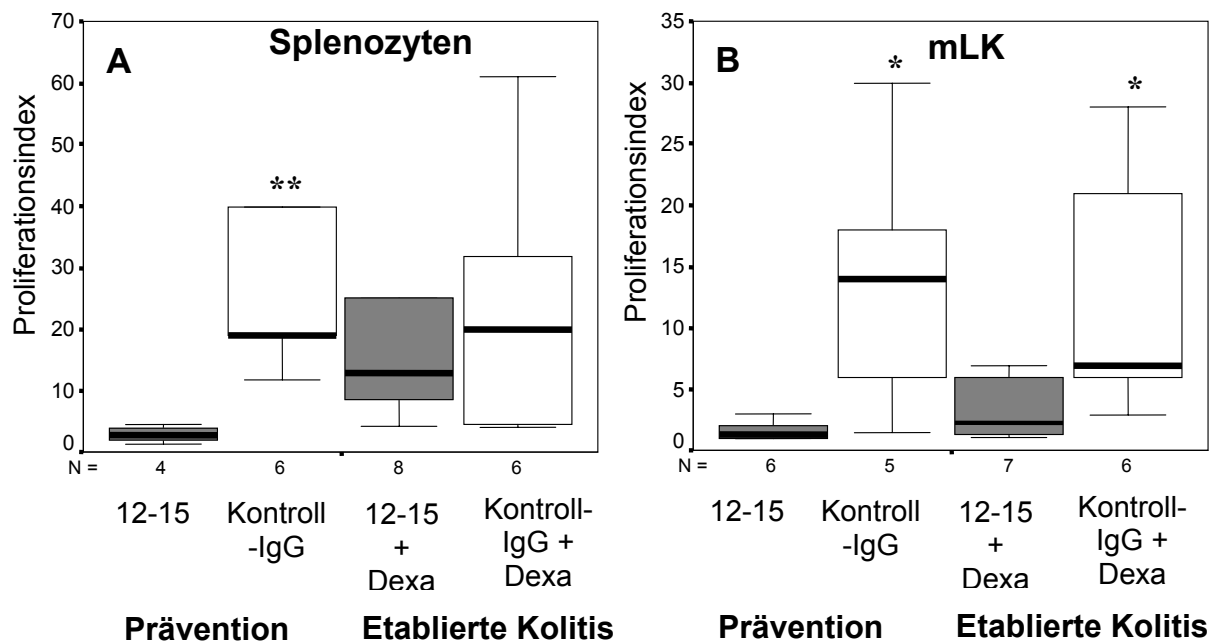 A
Splenozyten
Proliferationsindex
70
60
50
40
30
20
10
0
**
N =
4
6
8
6
12-15
Kontroll
-IgG
12-15
+
Dexa
Kontroll-
IgG +
Dexa
Prävention
Etablierte Kolitis
B
mLK
Proliferationsindex
35
30
25
20
15
10
5
0
*
*
N =
6
5
7
6
12-15
Kontroll
-IgG
12-15
+
Dexa
Kontroll-
IgG +
Dexa
Prävention
Etablierte Kolitis